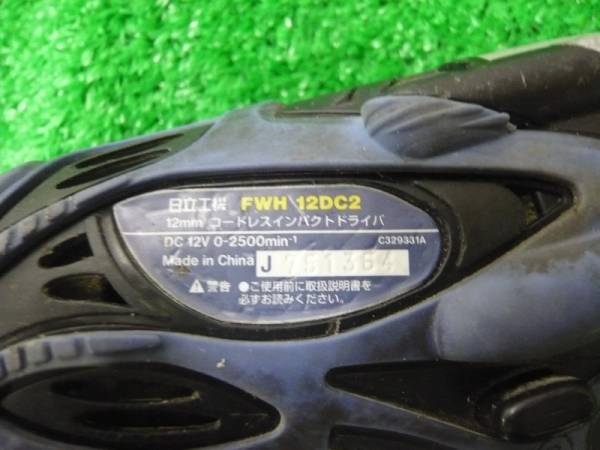 日立工機 FWH 12DC2
12mm コードレスインパクトドライバ
DC 12V 0-2500min⁻¹ C329331A
Made in China J 751364
⚠警告 ●ご使用前に取扱説明書を
必ずお読みください。